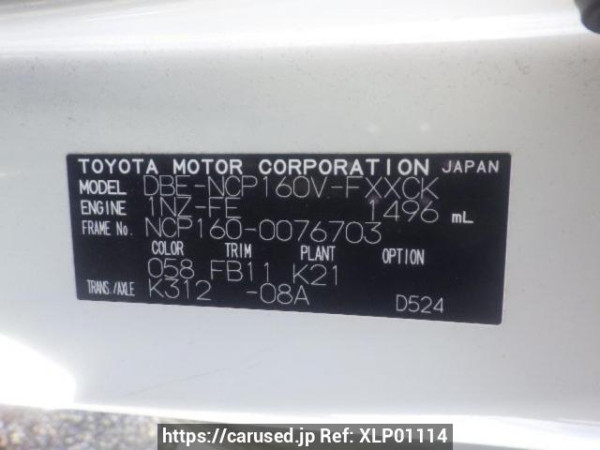 TOYOTA MOTOR CORPORATION JAPAN
MODEL DBE-NCP160V-FXXCK
ENGINE 1NZ-FE 1496 mL
FRAME No. NCP160-0076703
COLOR TRIM PLANT OPTION
058 FB11 K21
TRANS./AXLE K312 -08A
D524
https://carused.jp Ref: XLP01114